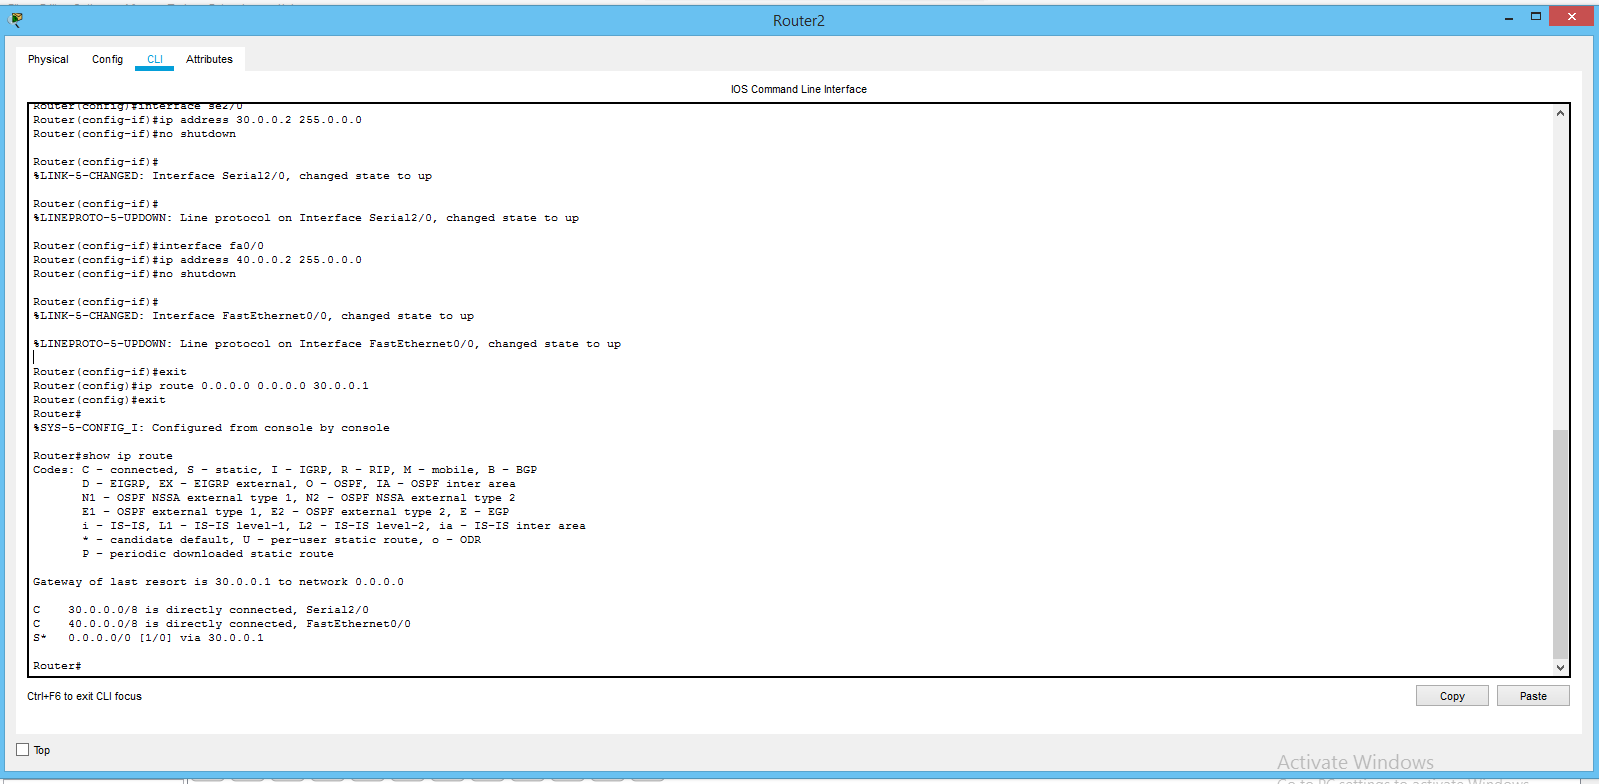 Router2
Physical
Config
CLI
Attributes
IOS Command Line Interface
Router(config)#interface se2/0
Router(config-if)#ip address 30.0.0.2 255.0.0.0
Router(config-if)#no shutdown
Router(config-if)#
%LINK-5-CHANGED: Interface Serial2/0, changed state to up
Router(config-if)#
%LINEPROTO-5-UPDOWN: Line protocol on Interface Serial2/0, changed state to up
Router(config-if)#interface fa0/0
Router(config-if)#ip address 40.0.0.2 255.0.0.0
Router(config-if)#no shutdown
Router(config-if)#
%LINK-5-CHANGED: Interface FastEthernet0/0, changed state to up
%LINEPROTO-5-UPDOWN: Line protocol on Interface FastEthernet0/0, changed state to up
Router(config-if)#exit
Router(config)#ip route 0.0.0.0 0.0.0.0 30.0.0.1
Router(config)#exit
Router#
%SYS-5-CONFIG_I: Configured from console by console
Router#show ip route
Codes: C - connected, S - static, I - IGRP, R - RIP, M - mobile, B - BGP
D - EIGRP, EX - EIGRP external, O - OSPF, IA - OSPF inter area
N1 - OSPF NSSA external type 1, N2 - OSPF NSSA external type 2
E1 - OSPF external type 1, E2 - OSPF external type 2, E - EGP
i - IS-IS, L1 - IS-IS level-1, L2 - IS-IS level-2, ia - IS-IS inter area
* - candidate default, U - per-user static route, o - ODR
P - periodic downloaded static route
Gateway of last resort is 30.0.0.1 to network 0.0.0.0
C 30.0.0.0/8 is directly connected, Serial2/0
C 40.0.0.0/8 is directly connected, FastEthernet0/0
S* 0.0.0.0/0 [1/0] via 30.0.0.1
Router#
Ctrl+F6 to exit CLI focus
Copy
Paste
Top
Activate Windows
Go to PC settings to activate Windows